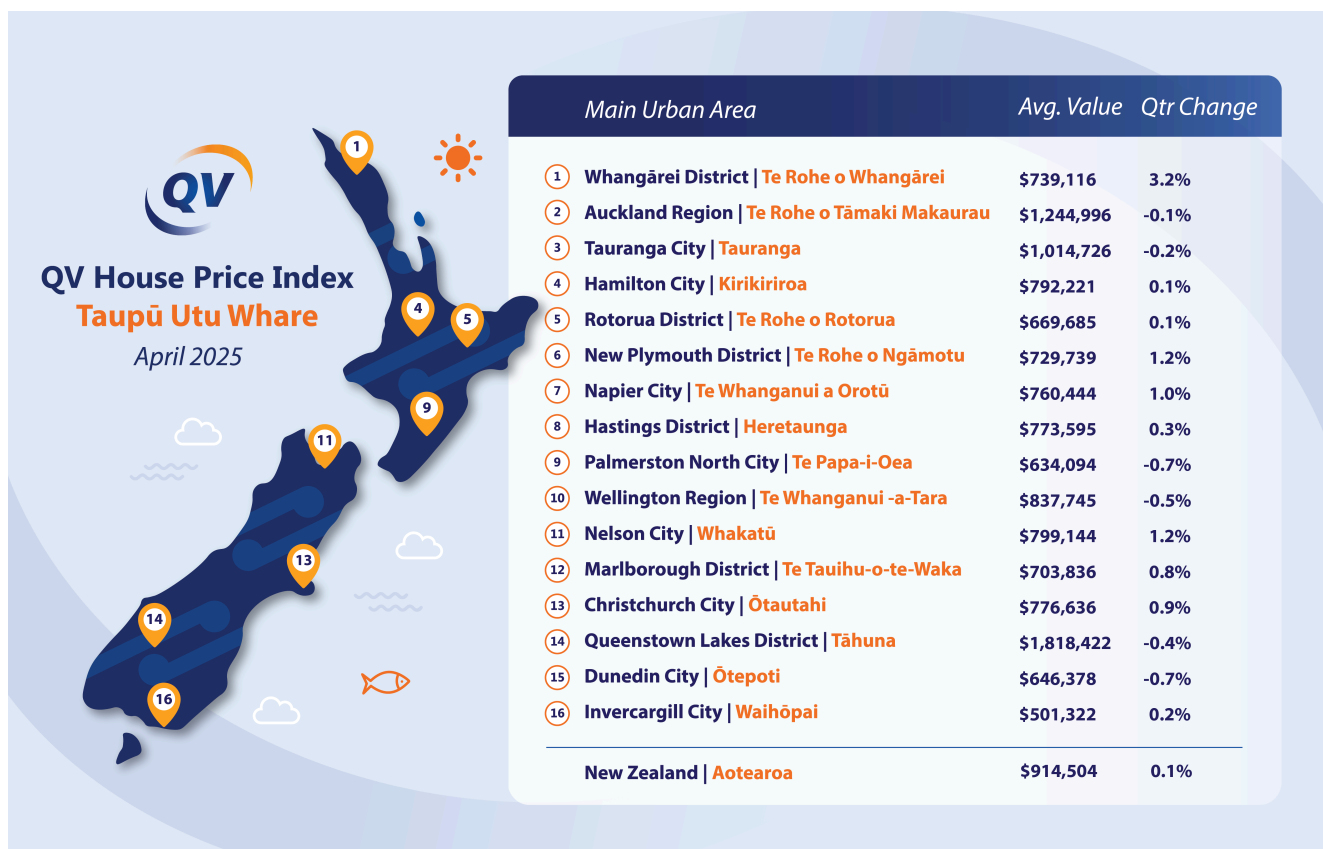 QV
QV House Price Index
Taupū Utu Whare
April 2025
1
4
5
9
11
13
14
16
Main Urban Area Avg. Value Qtr Change
1 Whangārei District | Te Rohe o Whangārei $739,116 3.2%
2 Auckland Region | Te Rohe o Tāmaki Makaurau $1,244,996 -0.1%
3 Tauranga City | Tauranga $1,014,726 -0.2%
4 Hamilton City | Kirikiriroa $792,221 0.1%
5 Rotorua District | Te Rohe o Rotorua $669,685 0.1%
6 New Plymouth District | Te Rohe o Ngāmotu $729,739 1.2%
7 Napier City | Te Whanganui a Orotū $760,444 1.0%
8 Hastings District | Heretaunga $773,595 0.3%
9 Palmerston North City | Te Papa-i-Oea $634,094 -0.7%
10 Wellington Region | Te Whanganui -a-Tara $837,745 -0.5%
11 Nelson City | Whakatū $799,144 1.2%
12 Marlborough District | Te Tauihu-o-te-Waka $703,836 0.8%
13 Christchurch City | Ōtautahi $776,636 0.9%
14 Queenstown Lakes District | Tāhuna $1,818,422 -0.4%
15 Dunedin City | Ōtepoti $646,378 -0.7%
16 Invercargill City | Waihōpai $501,322 0.2%
New Zealand | Aotearoa $914,504 0.1%